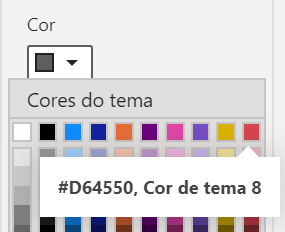 Cor
Cores do tema
#D64550, Cor de tema 8